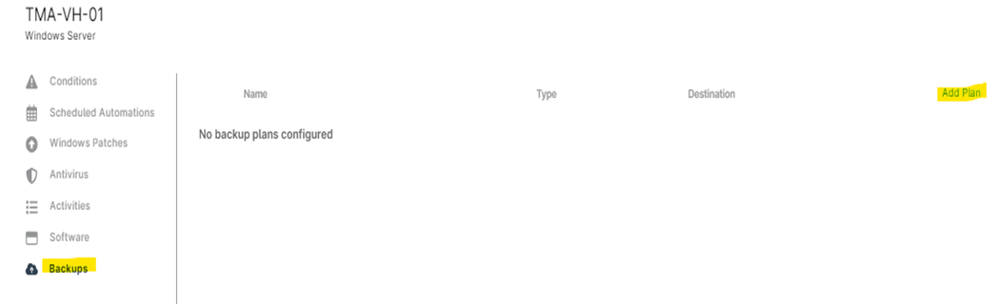 TMA-VH-01
Windows Server
Conditions
Scheduled Automations
Windows Patches
Antivirus
Activities
Software
Backups
Name Type Destination Add Plan
No backup plans configured